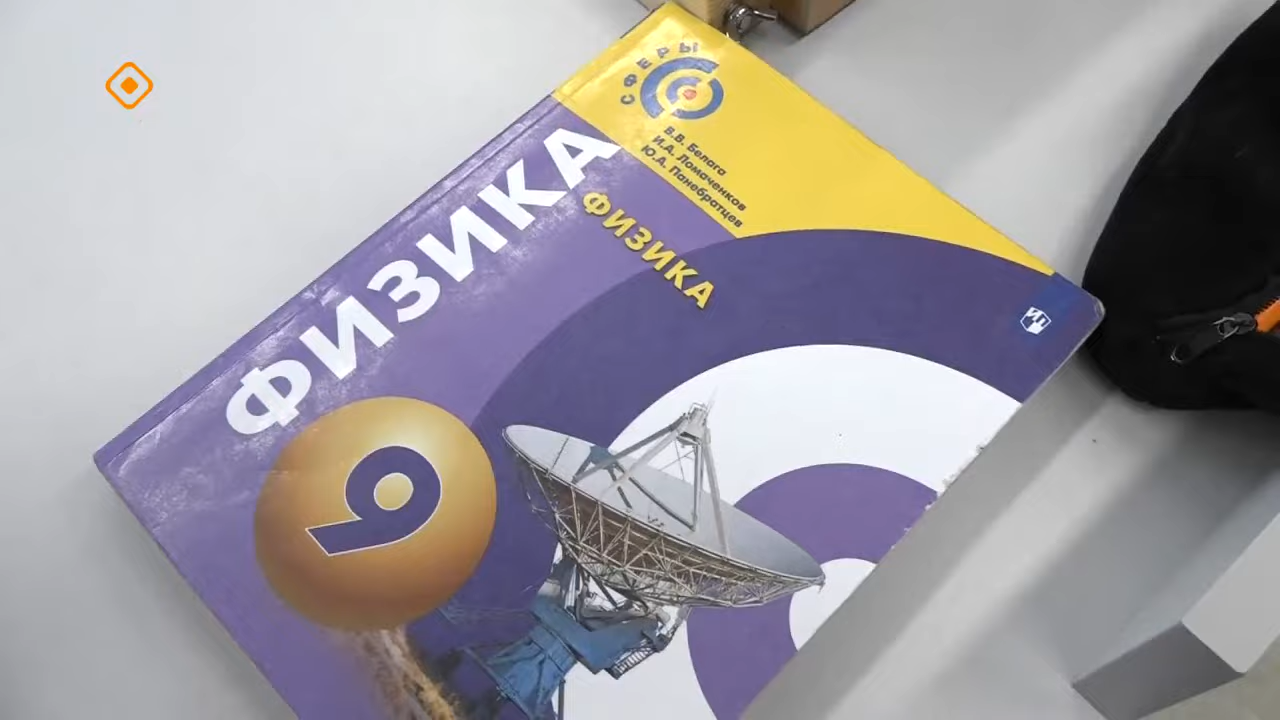 СФЕРЫ
В.В. Белага
И.А. Ломаченков
Ю.А. Панебратцев
ФИЗИКА
ФИЗИКА
9